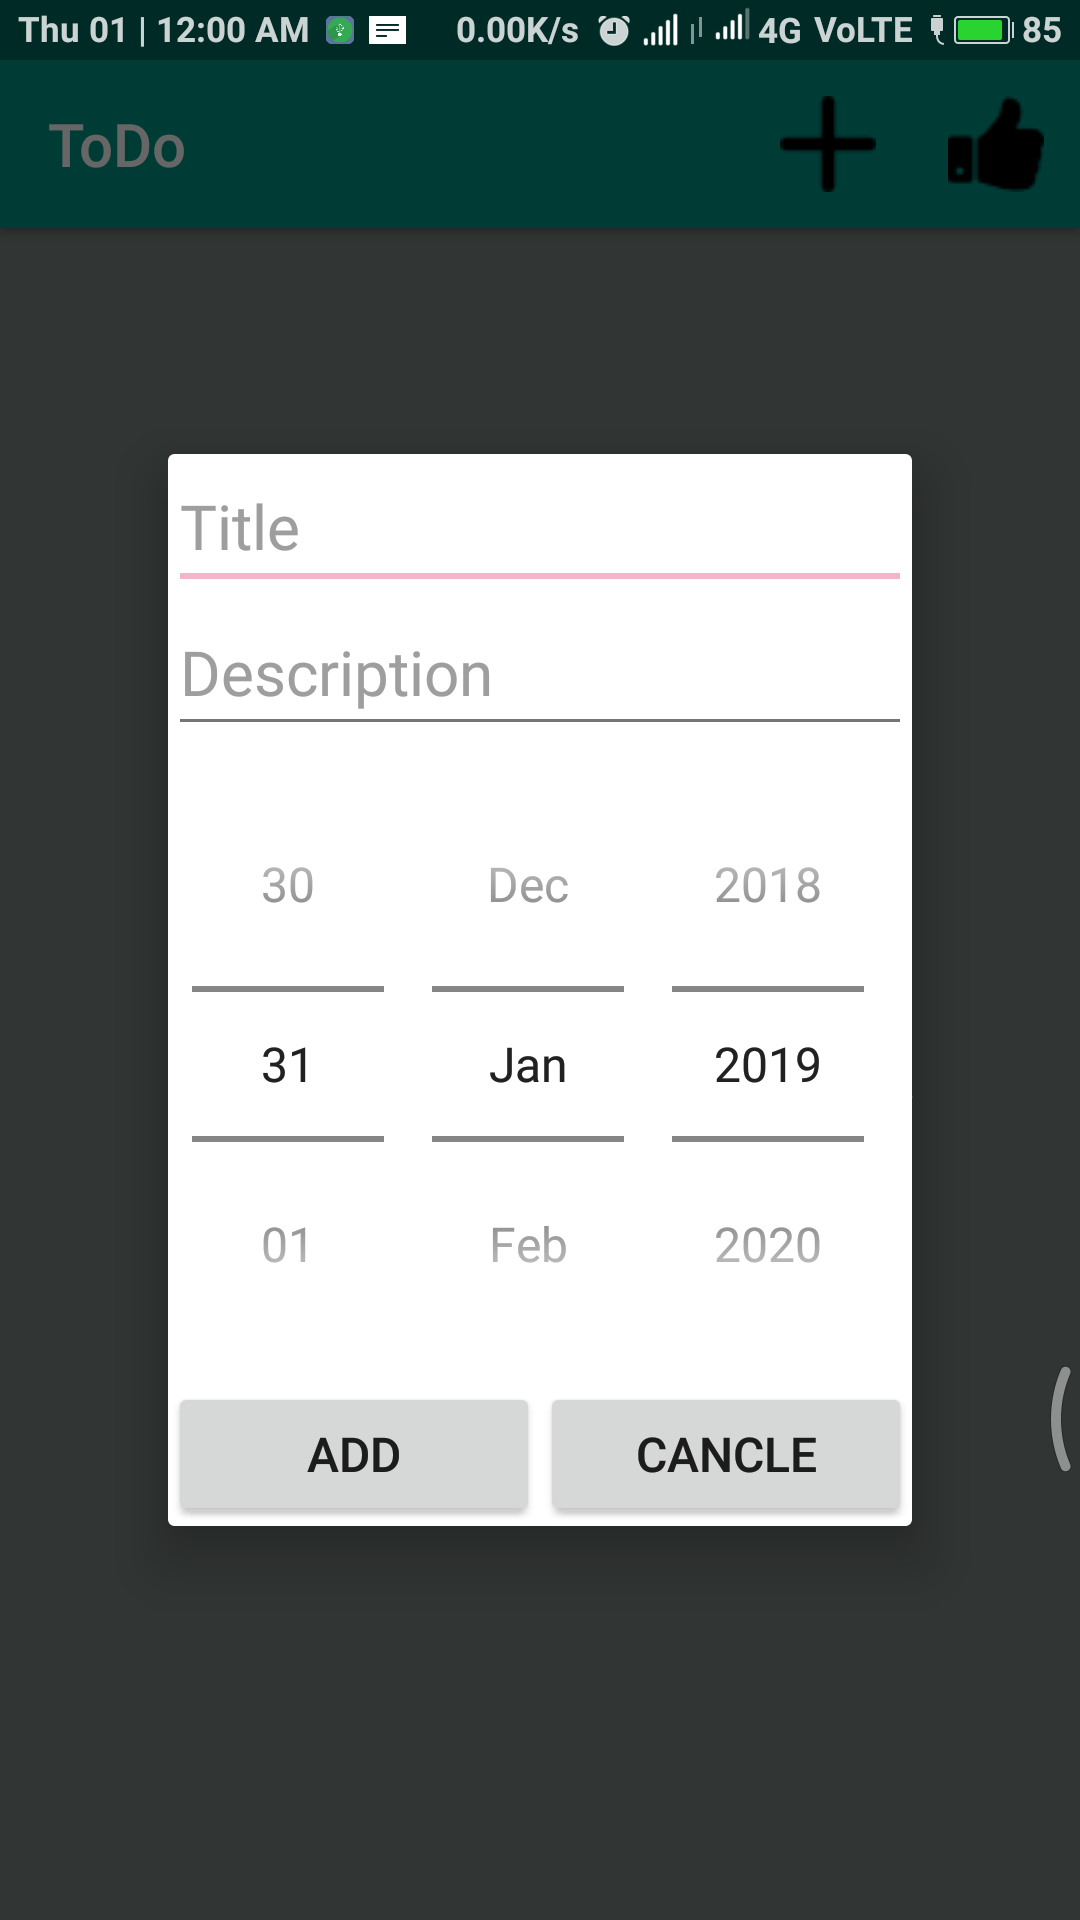 Thu 01 | 12:00 AM 0.00K/s 4G VoLTE 85
ToDo
Title
Description
30 Dec 2018
31 Jan 2019
01 Feb 2020
ADD CANCLE